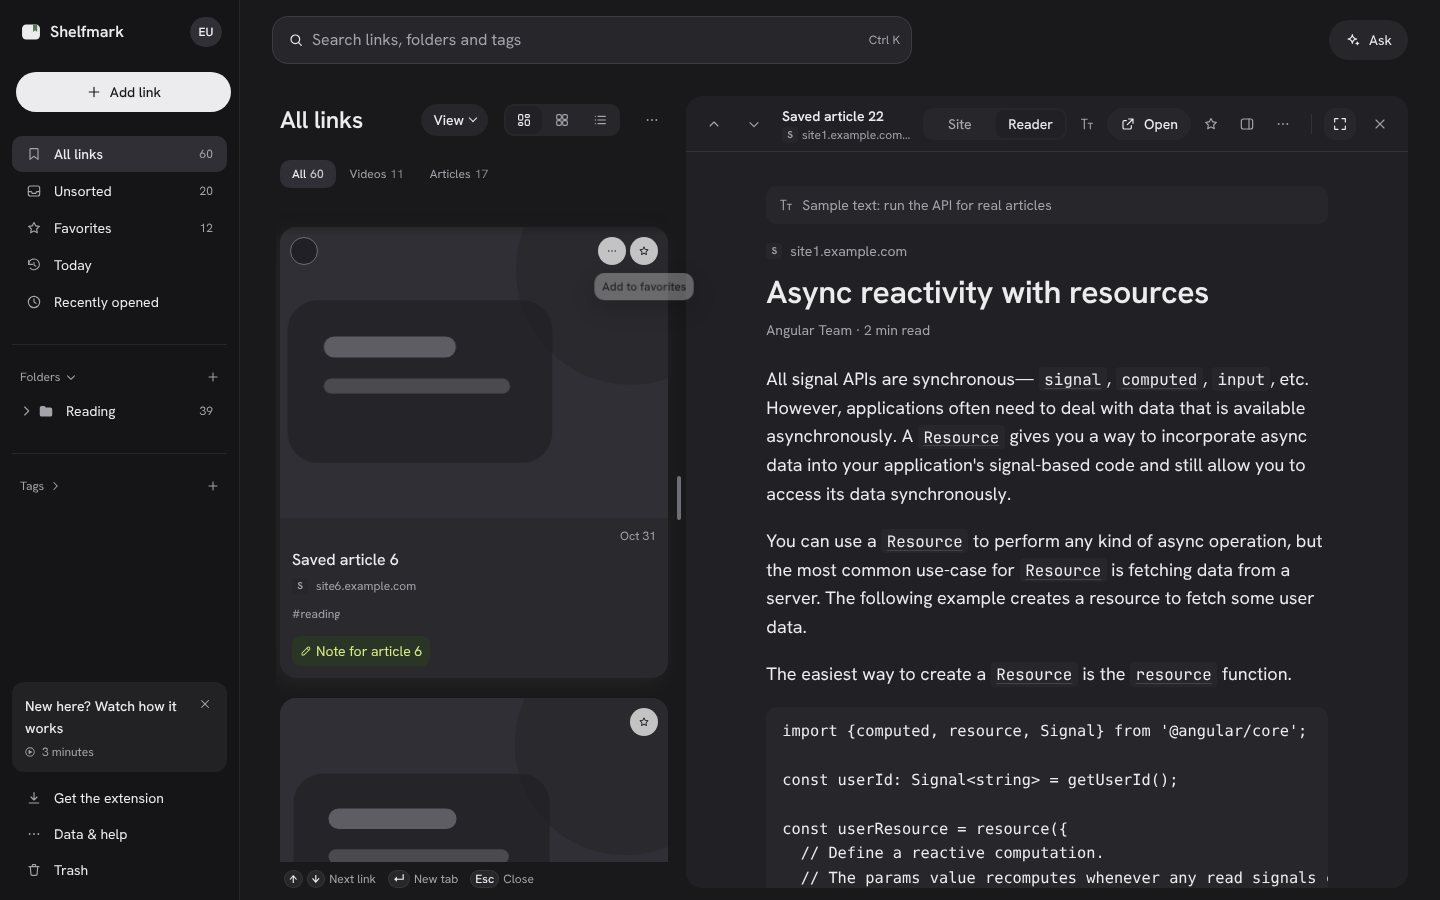 Shelfmark
EU
Add link
All links 60
Unsorted 20
Favorites 12
Today
Recently opened
Folders
Reading 39
Tags
New here? Watch how it
works
3 minutes
Get the extension
Data & help
Trash
Search links, folders and tags Ctrl K
Ask
All links
View
All 60 Videos 11 Articles 17
Add to favorites
Oct 31
Saved article 6
S site6.example.com
#reading
Note for article 6
Next link New tab Esc Close
Saved article 22
S site1.example.com...
Site Reader Tт Open
Tт Sample text: run the API for real articles
S site1.example.com
Async reactivity with resources
Angular Team · 2 min read
All signal APIs are synchronous— signal, computed, input, etc.
However, applications often need to deal with data that is available
asynchronously. A Resource gives you a way to incorporate async
data into your application's signal-based code and still allow you to
access its data synchronously.
You can use a Resource to perform any kind of async operation, but
the most common use-case for Resource is fetching data from a
server. The following example creates a resource to fetch some user
data.
The easiest way to create a Resource is the resource function.
import {computed, resource, Signal} from '@angular/core';
const userId: Signal<string> = getUserId();
const userResource = resource({
// Define a reactive computation.
// The params value recomputes whenever any read signals